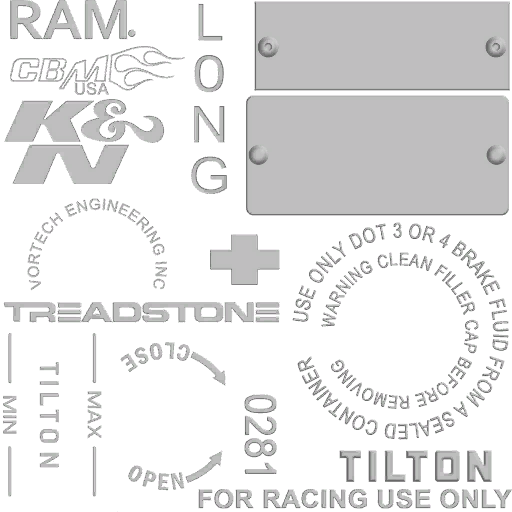 RAM.
LONG
CBM
USA
K&N
VORTECH ENGINEERING INC
USE ONLY DOT 3 OR 4 BRAKE FLUID FROM A SEALED CONTAINER
WARNING CLEAN FILLER CAP BEFORE REMOVING
TREADSTONE
MIN
TILTON
MAX
CLOSE
OPEN
0281
TILTON
FOR RACING USE ONLY